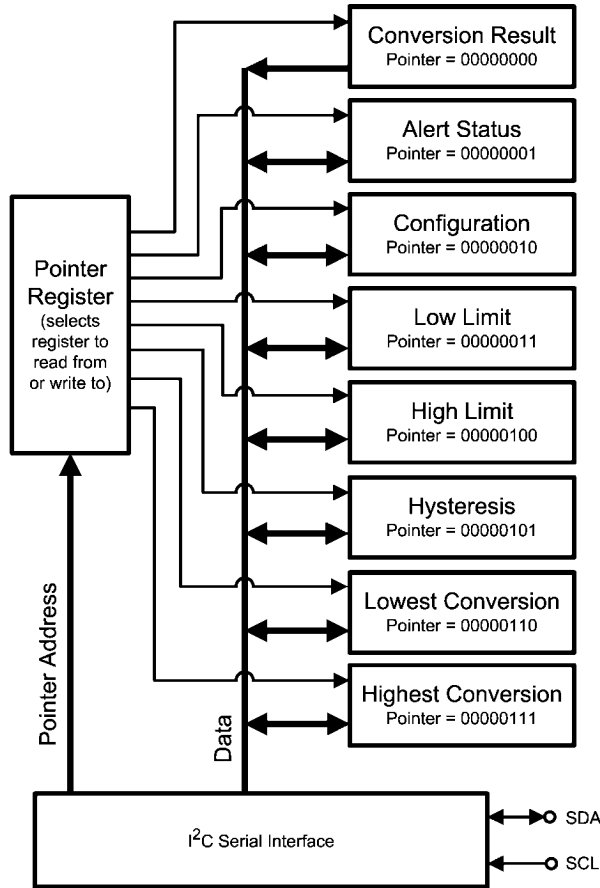 Conversion Result
Pointer = 00000000
Alert Status
Pointer = 00000001
Configuration
Pointer = 00000010
Low Limit
Pointer = 00000011
High Limit
Pointer = 00000100
Hysteresis
Pointer = 00000101
Lowest Conversion
Pointer = 00000110
Highest Conversion
Pointer = 00000111
Pointer
Register
(selects
register to
read from
or write to)
Pointer Address
Data
I²C Serial Interface
SDA
SCL